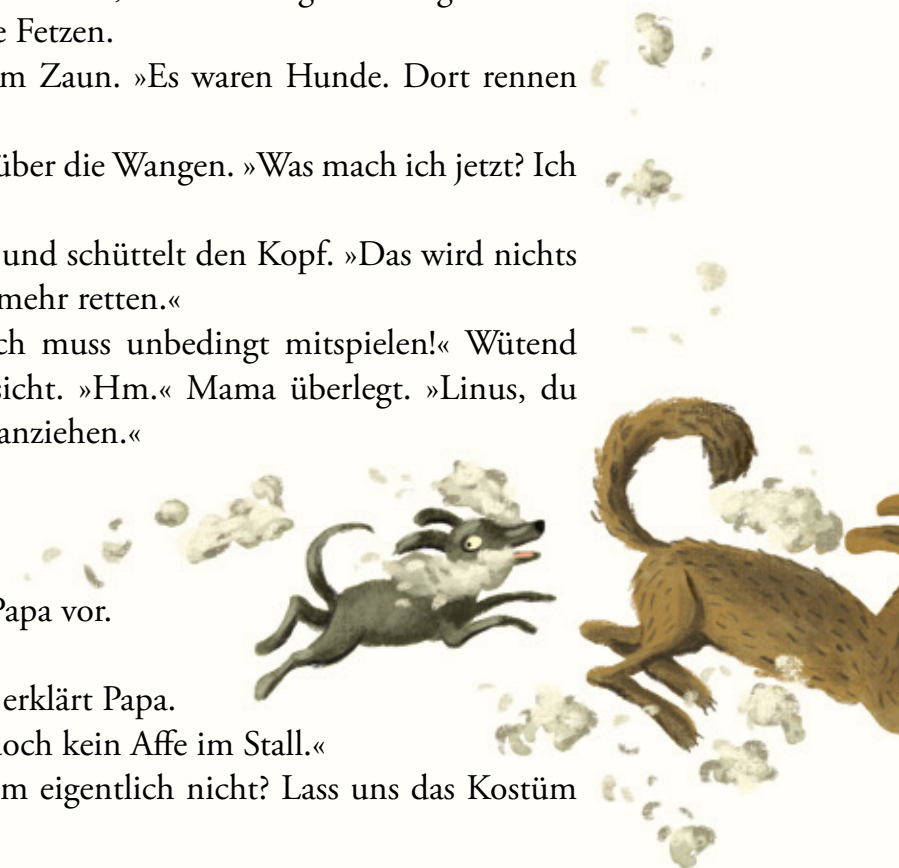 e Fetzen.
m Zaun. »Es waren Hunde. Dort rennen
über die Wangen. »Was mach ich jetzt? Ich
und schüttelt den Kopf. »Das wird nichts
mehr retten.«
ch muss unbedingt mitspielen!« Wütend
sicht. »Hm.« Mama überlegt. »Linus, du
anziehen.«
Papa vor.
erklärt Papa.
och kein Affe im Stall.«
m eigentlich nicht? Lass uns das Kostüm